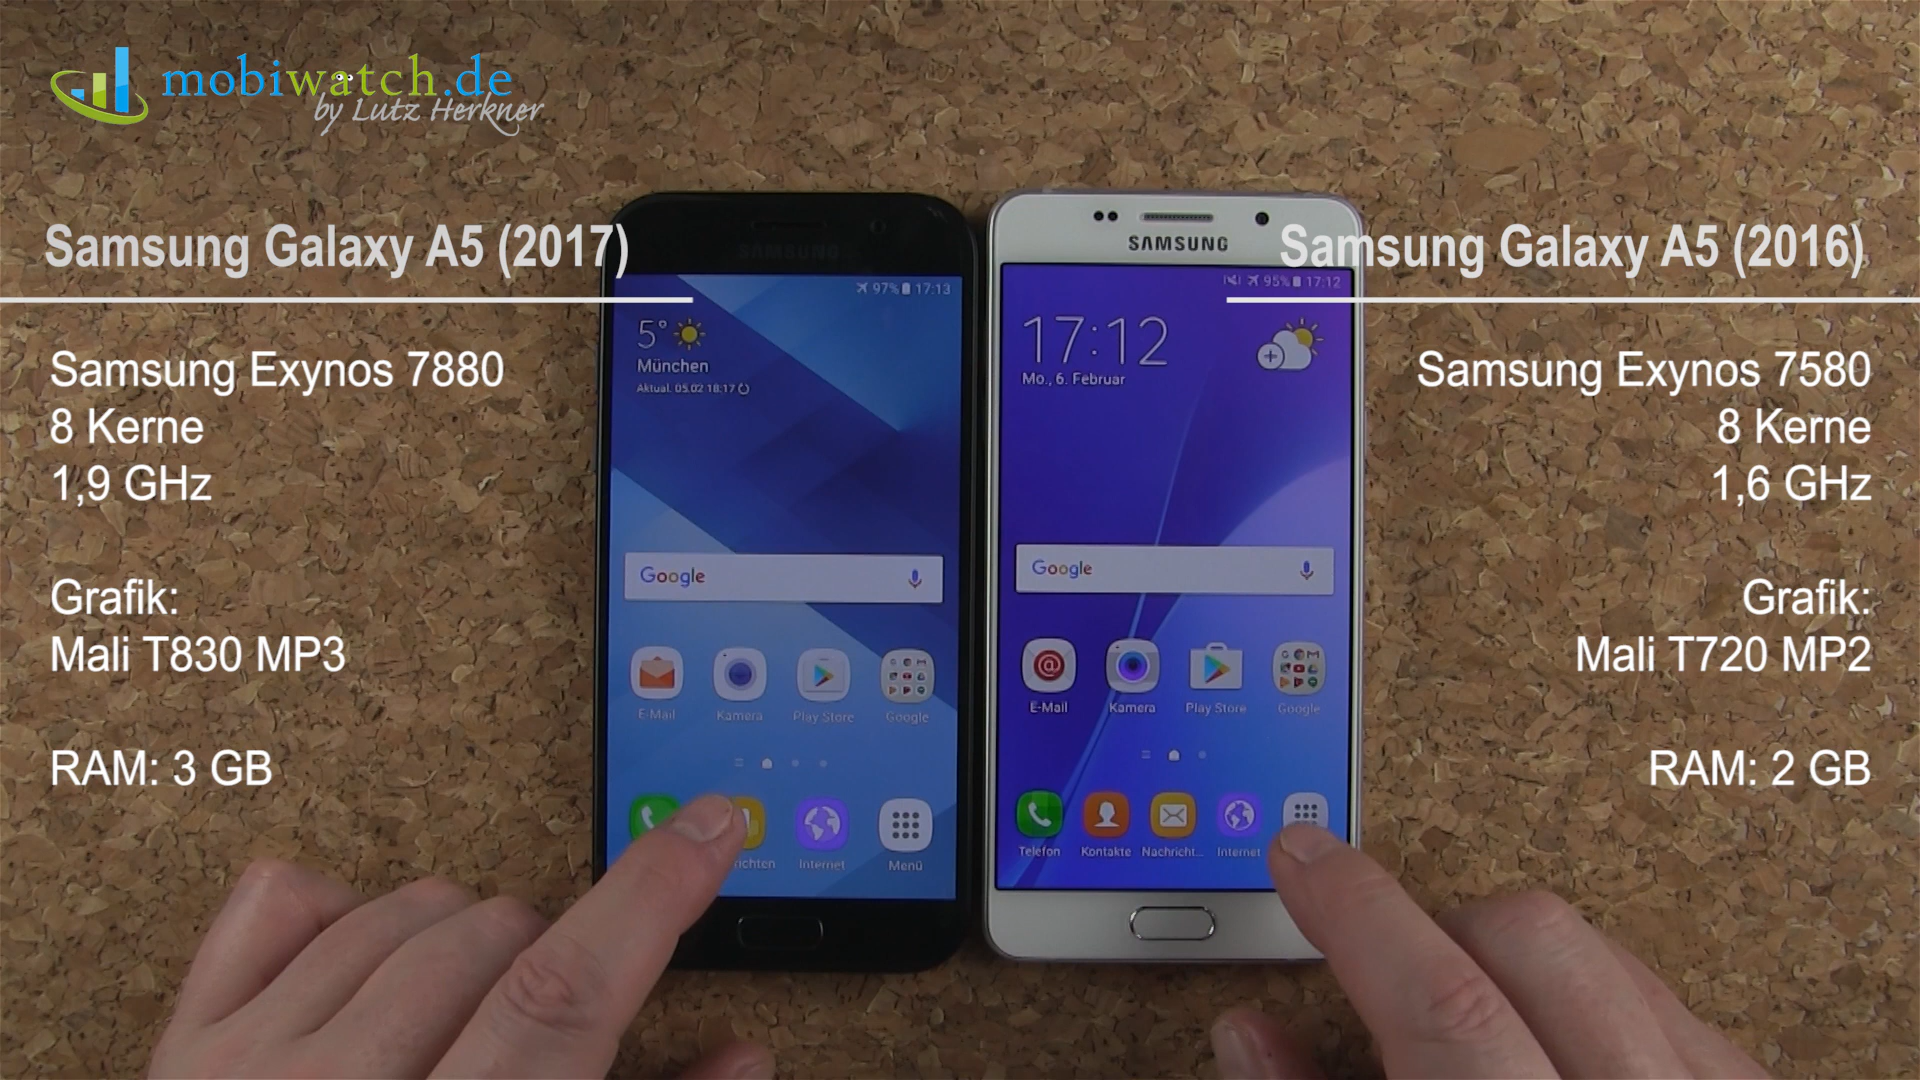 mobiwatch.de
by Lutz Herkner
Samsung Galaxy A5 (2017)
Samsung Exynos 7880
8 Kerne
1,9 GHz
Grafik:
Mali T830 MP3
RAM: 3 GB
SAMSUNG
97% 17:13
5°
München
Aktual. 05.02 18:17
Google
E-Mail Kamera Play Store Google
richten Internet Menü
SAMSUNG
95% 17:12
17:12
Mo., 6. Februar
Google
E-Mail Kamera Play Store Google
Telefon Kontakte Nachricht... Internet
Samsung Galaxy A5 (2016)
Samsung Exynos 7580
8 Kerne
1,6 GHz
Grafik:
Mali T720 MP2
RAM: 2 GB